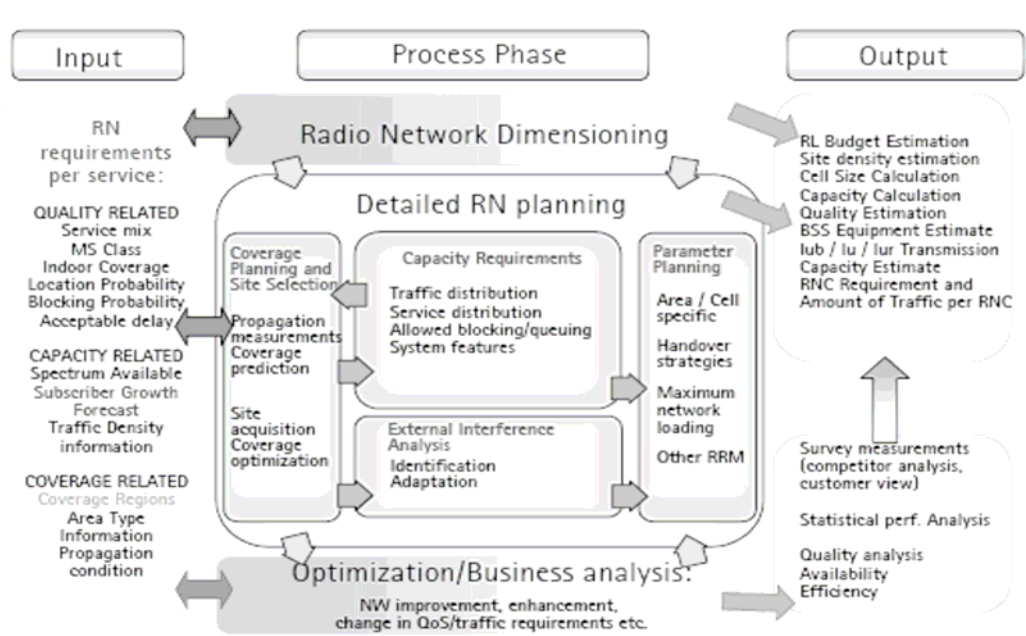 Input
Process Phase
Output
RN
requirements
per service:
QUALITY RELATED
Service mix
MS Class
Indoor Coverage
Location Probability
Blocking Probability
Acceptable delay
CAPACITY RELATED
Spectrum Available
Subscriber Growth
Forecast
Traffic Density
information
COVERAGE RELATED
Coverage Regions
Area Type
Information
Propagation
condition
Radio Network Dimensioning
Detailed RN planning
Coverage
Planning and
Site Selection
Propagation
measurements
Coverage
prediction
Site
acquisition
Coverage
optimization
Capacity Requirements
Traffic distribution
Service distribution
Allowed blocking/queuing
System features
External Interference
Analysis
Identification
Adaptation
Parameter
Planning
Area / Cell
specific
Handover
strategies
Maximum
network
loading
Other RRM
Optimization/Business analysis:
NW improvement, enhancement,
change in QoS/traffic requirements etc.
RL Budget Estimation
Site density estimation
Cell Size Calculation
Capacity Calculation
Quality Estimation
BSS Equipment Estimate
Iub / Iu / Iur Transmission
Capacity Estimate
RNC Requirement and
Amount of Traffic per RNC
Survey measurements
(competitor analysis,
customer view)
Statistical perf. Analysis
Quality analysis
Availability
Efficiency